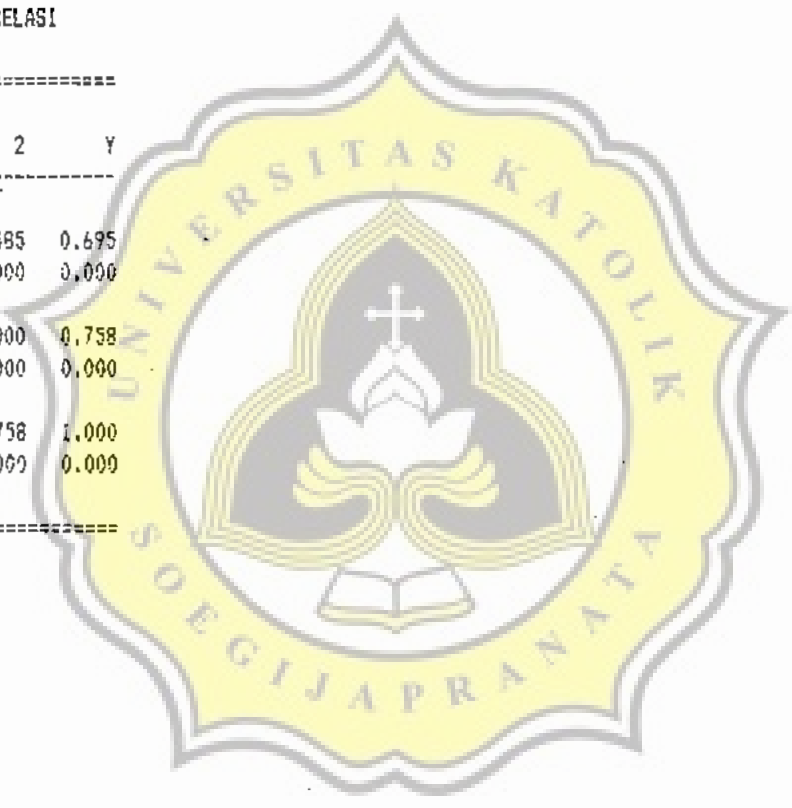 ELASI
===========
2 Y
-----------
485 0.695
000 0.000
000 0.758
000 0.000
758 1.000
000 0.000
===========
UNIVERSITAS KATOLIK
SOEGIJAPRANATA